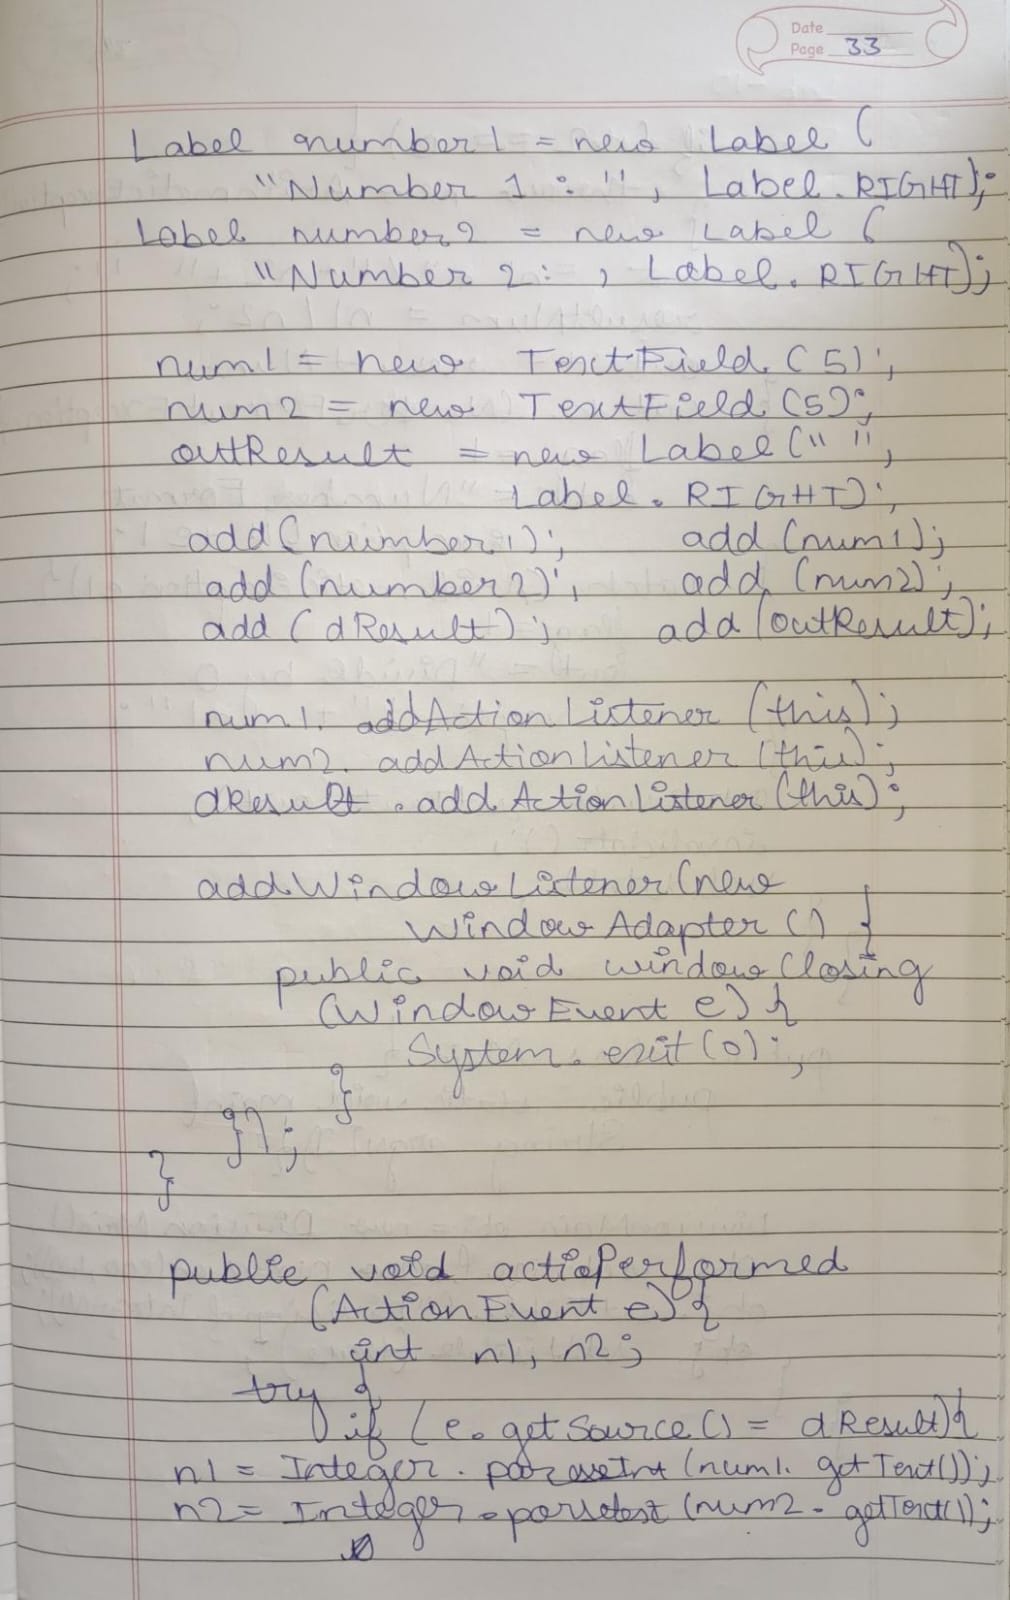 Date
Page 33
Label number1 = new Label (
"Number 1 : ", Label.RIGHT);
Label number2 = new Label (
"Number 2 : , Label.RIGHT);
num1 = new TextField (5);
num2 = new TextField (5);
outResult = new Label (" ",
Label.RIGHT);
add (number1); add (num1);
add (number2); add (num2);
add (dResult); add (outResult);
num1. addActionListener (this);
num2. addActionListener (this);
dResult . addActionListener (this);
addWindowListener (new
WindowAdapter () {
public void windowClosing
(WindowEvent e) {
System.exit (0);
}
});
}
public void actioPerformed
(ActionEvent e) {
int n1, n2;
try {
if (e.getSource () = dResult) {
n1 = Integer. parseInt (num1. getText());
n2 = Integer. (num2. getText());